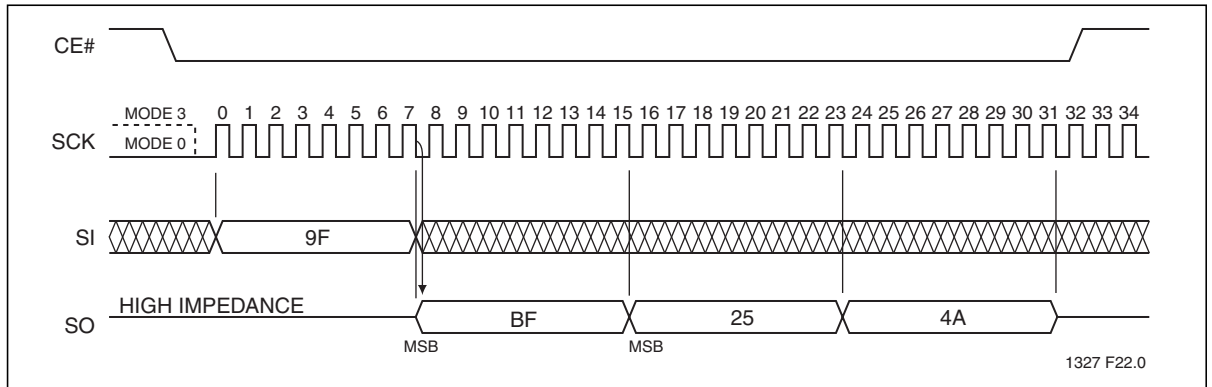 CE#
MODE 3
0 1 2 3 4 5 6 7 8 9 10 11 12 13 14 15 16 17 18 19 20 21 22 23 24 25 26 27 28 29 30 31 32 33 34
SCK
MODE 0
SI
9F
HIGH IMPEDANCE
SO
BF
25
4A
MSB
MSB
1327 F22.0